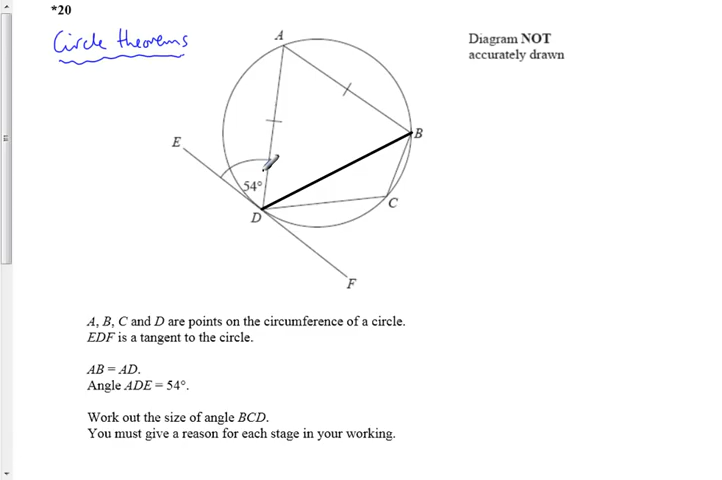 *20
Circle theorems
Diagram NOT
accurately drawn
A
B
E
54°
C
D
F
A, B, C and D are points on the circumference of a circle.
EDF is a tangent to the circle.
AB = AD.
Angle ADE = 54°.
Work out the size of angle BCD.
You must give a reason for each stage in your working.